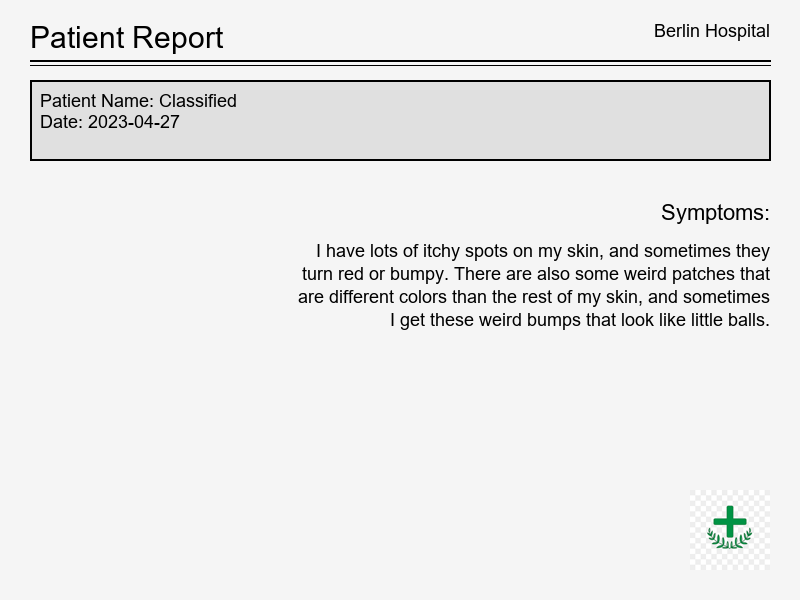 Patient Report
Berlin Hospital
Patient Name: Classified
Date: 2023-04-27
Symptoms:
I have lots of itchy spots on my skin, and sometimes they
turn red or bumpy. There are also some weird patches that
are different colors than the rest of my skin, and sometimes
I get these weird bumps that look like little balls.